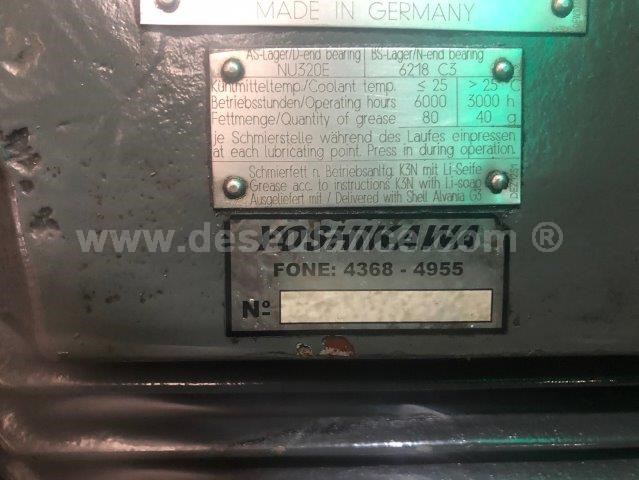 MADE IN GERMANY
AS-Lager/D-end bearing BS-Lager/N-end bearing
NU320E 6218 C3
Kühlmitteltemp./Coolant temp. ≤ 25 > 25 °C
Betriebsstunden/Operating hours 6000 3000 h
Fettmenge/Quantity of grease 80 40 g
je Schmierstelle während des Laufes einpressen
at each lubricating point. Press in during operation.
Schmierfett n. Betriebsanltg. K3N mit Li-Seife
Grease acc. to instructions K3N with Li-soap
Ausgeliefert mit / Delivered with Shell Alvania G3
YOSHIKAWA
www.dese .com ®
FONE: 4368 - 4955
Nº